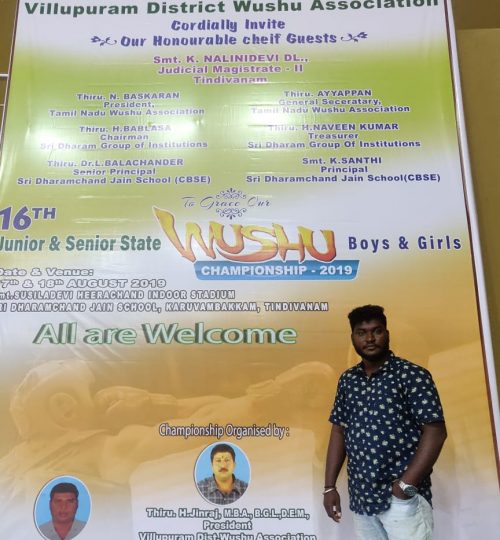 Villupuram District Wushu Association
Cordially Invite
Our Honourable cheif Guests
Smt. K. NALINIDEVI DL.,
Judicial Magistrate - II
Tindivanam
Thiru. N. BASKARAN
President,
Tamil Nadu Wushu Association
Thiru. AYYAPPAN
General Seceratary,
Tamil Nadu Wushu Association
Thiru. H.BABLASA
Chairman
Sri Dharam Group of Institutions
Thiru. H.NAVEEN KUMAR
Treasurer
Sri Dharam Group Of Institutions
Thiru. Dr.L.BALACHANDER
Senior Principal
Sri Dharamchand Jain School (CBSE)
Smt. K.SANTHI
Principal
Sri Dharamchand Jain School(CBSE)
To Grace Our
16TH
Junior & Senior State
WUSHU
CHAMPIONSHIP - 2019
Boys & Girls
Date & Venue:
17th & 18th AUGUST 2019
Smt.SUSILADEVI HEERACHAND INDOOR STADIUM
SRI DHARAMCHAND JAIN SCHOOL, KARUVAMBAKKAM, TINDIVANAM
All are Welcome
Championship Organised by :
Thiru. H.Jinraj, M.B.A., B.G.L.,D.E.M.,
President
Villupuram Dist.Wushu Association